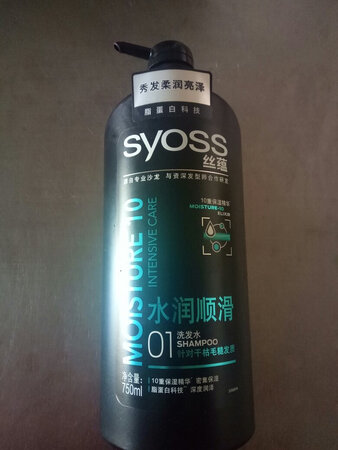 秀发柔润亮泽
脂蛋白科技
syoss
丝蕴
源自专业沙龙 与资深发型师合作研发
10重保湿精华
MOISTURE-10
ELIXIR
MOISTURE 10
INTENSIVE CARE
水润顺滑
01
洗发水
SHAMPOO
针对干枯毛糙发质
净含量:
750ml
10重保湿精华 密集保湿
脂蛋白科技 深度润泽